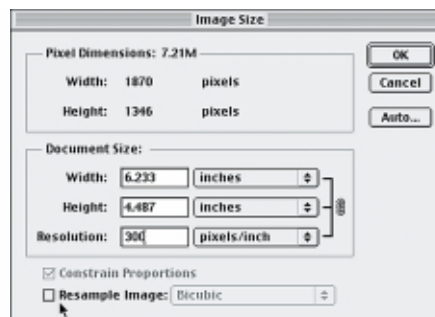 Image Size
Pixel Dimensions: 7.21M
OK
Width: 1870 pixels
Cancel
Height: 1346 pixels
Auto...
Document Size:
Width: 6.233 inches
Height: 4.487 inches
Resolution: 300 pixels/inch
Constrain Proportions
Resample Image: Bicubic